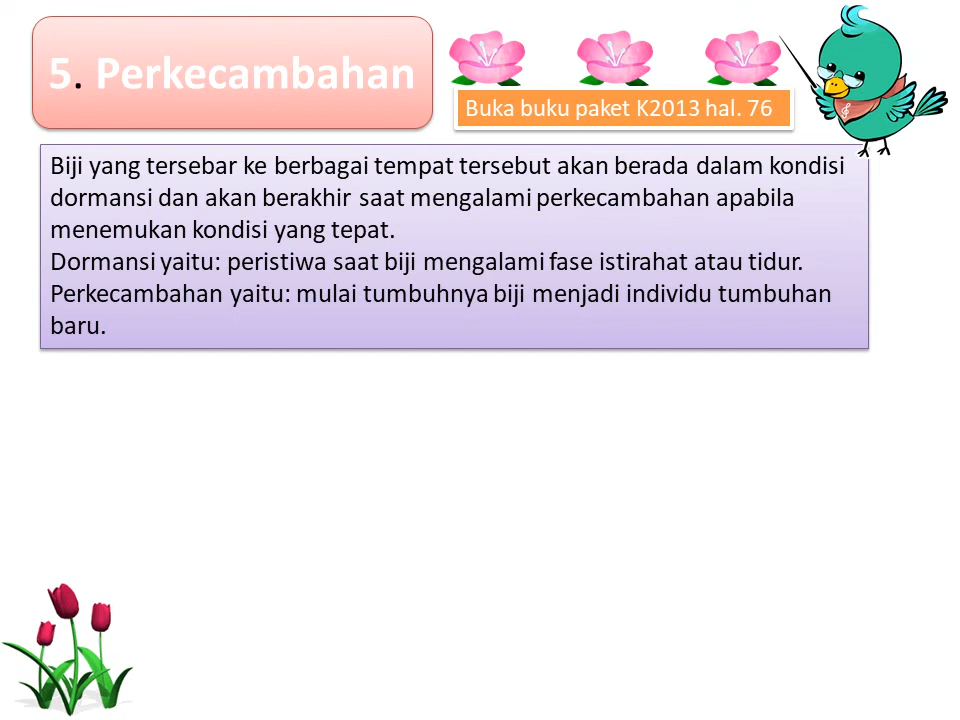 5. Perkecambahan
Buka buku paket K2013 hal. 76
Biji yang tersebar ke berbagai tempat tersebut akan berada dalam kondisi
dormansi dan akan berakhir saat mengalami perkecambahan apabila
menemukan kondisi yang tepat.
Dormansi yaitu: peristiwa saat biji mengalami fase istirahat atau tidur.
Perkecambahan yaitu: mulai tumbuhnya biji menjadi individu tumbuhan
baru.